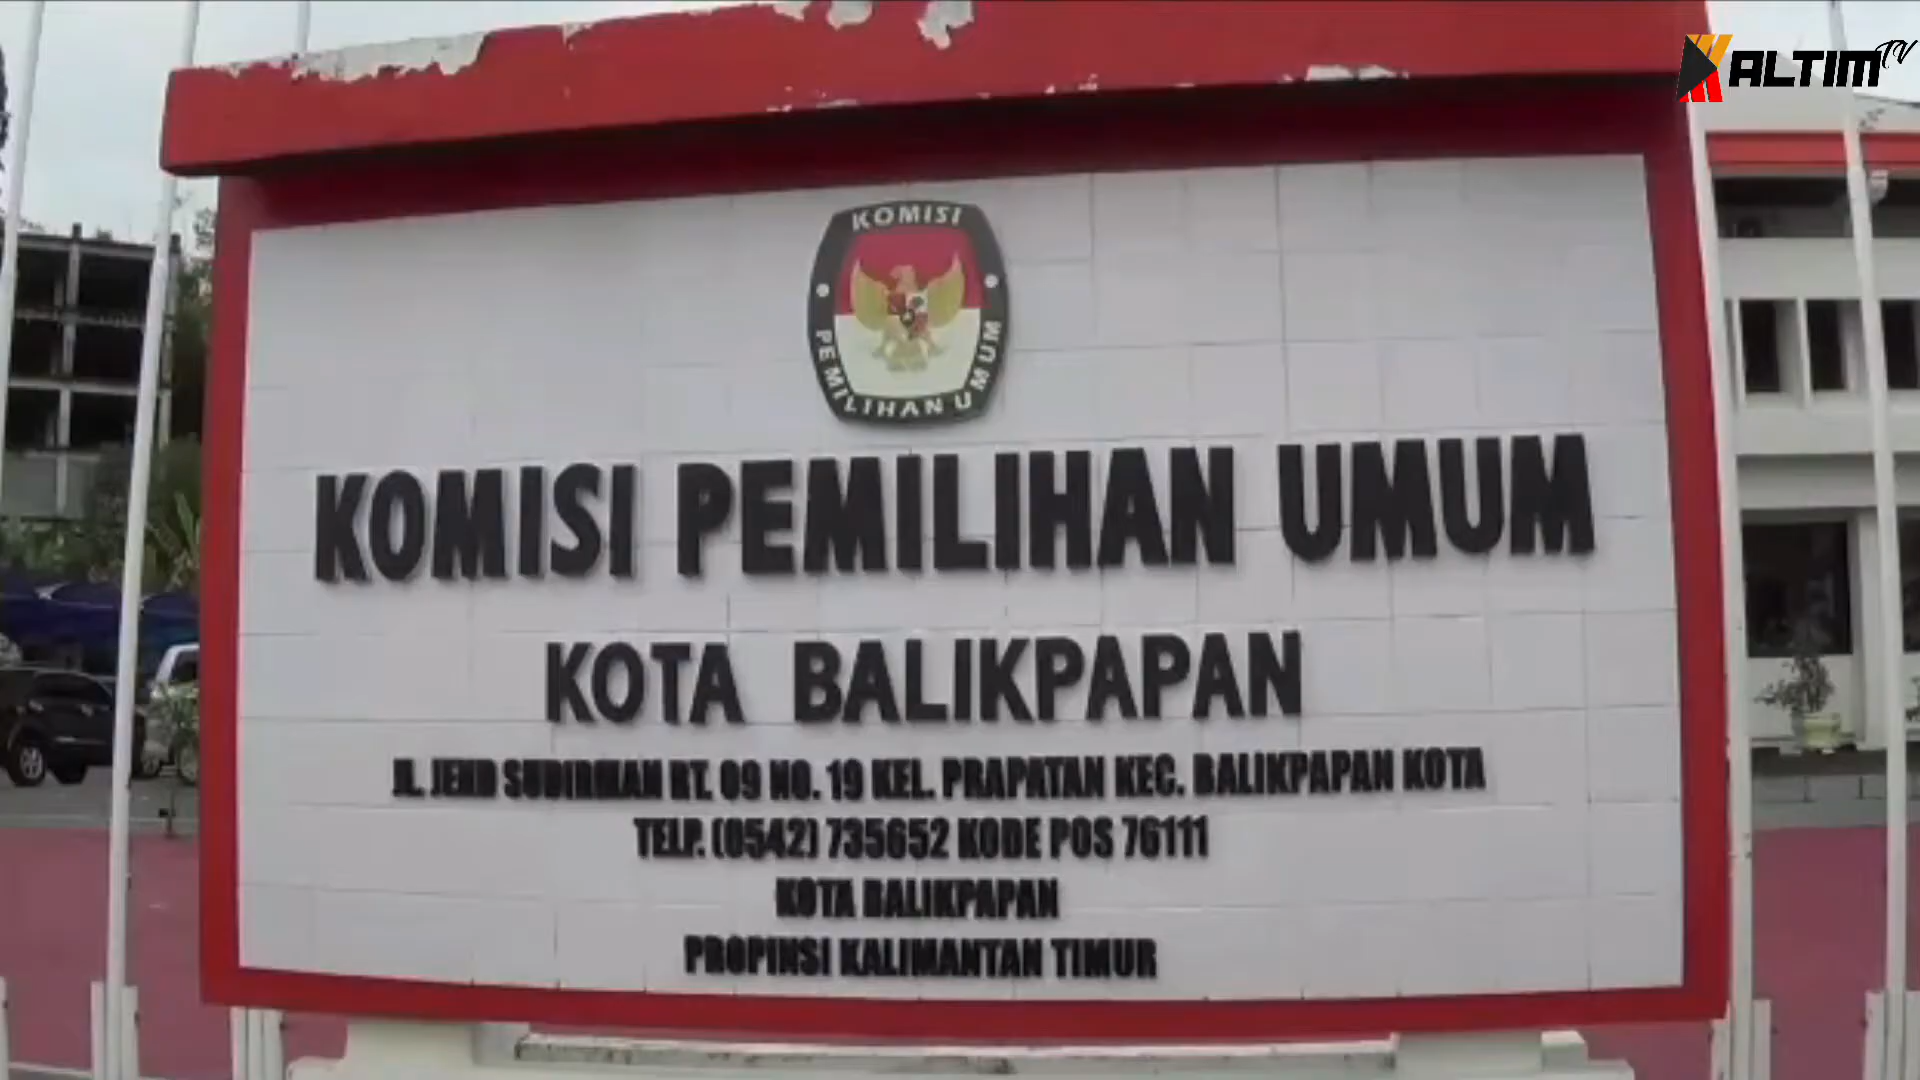 KALTIM TV
KOMISI
PEMILIHAN UMUM
KOMISI PEMILIHAN UMUM
KOTA BALIKPAPAN
JL. JEND SUDIRMAN RT. 09 NO. 19 KEL. PRAPATAN KEC. BALIKPAPAN KOTA
TELP. (0542) 735652 KODE POS 76111
KOTA BALIKPAPAN
PROPINSI KALIMANTAN TIMUR